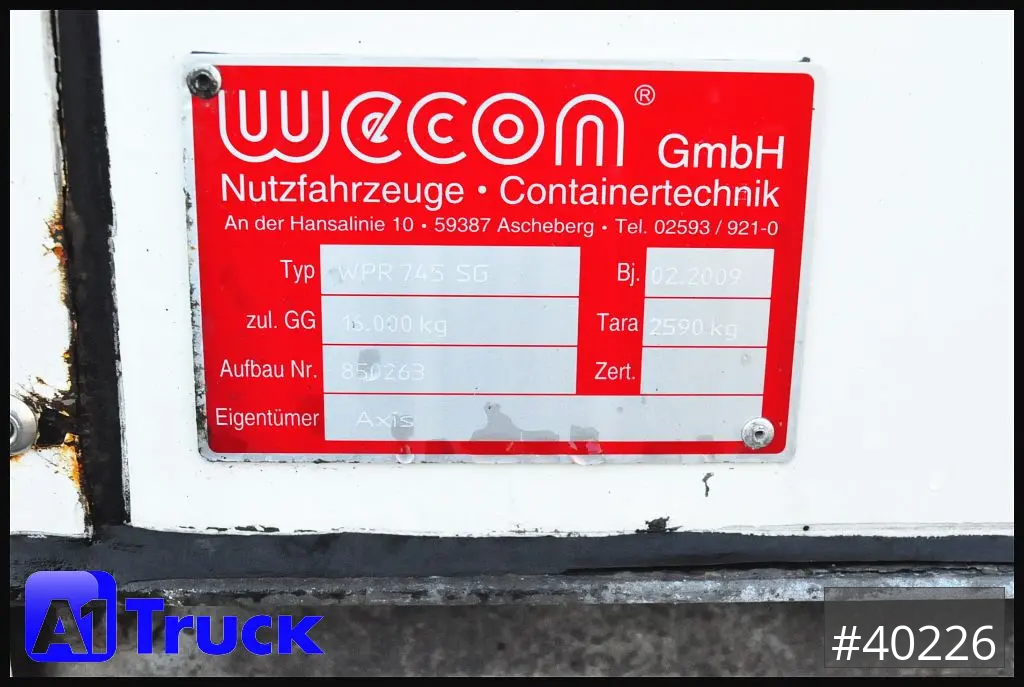 wecon® GmbH
Nutzfahrzeuge · Containertechnik
An der Hansalinie 10 · 59387 Ascheberg · Tel. 02593 / 921-0
Typ WPR 745 SG Bj. 02.2009
zul. GG 16.000 kg Tara 2590 kg
Aufbau Nr. 850263 Zert.
Eigentümer Axis
A1 Truck
#40226